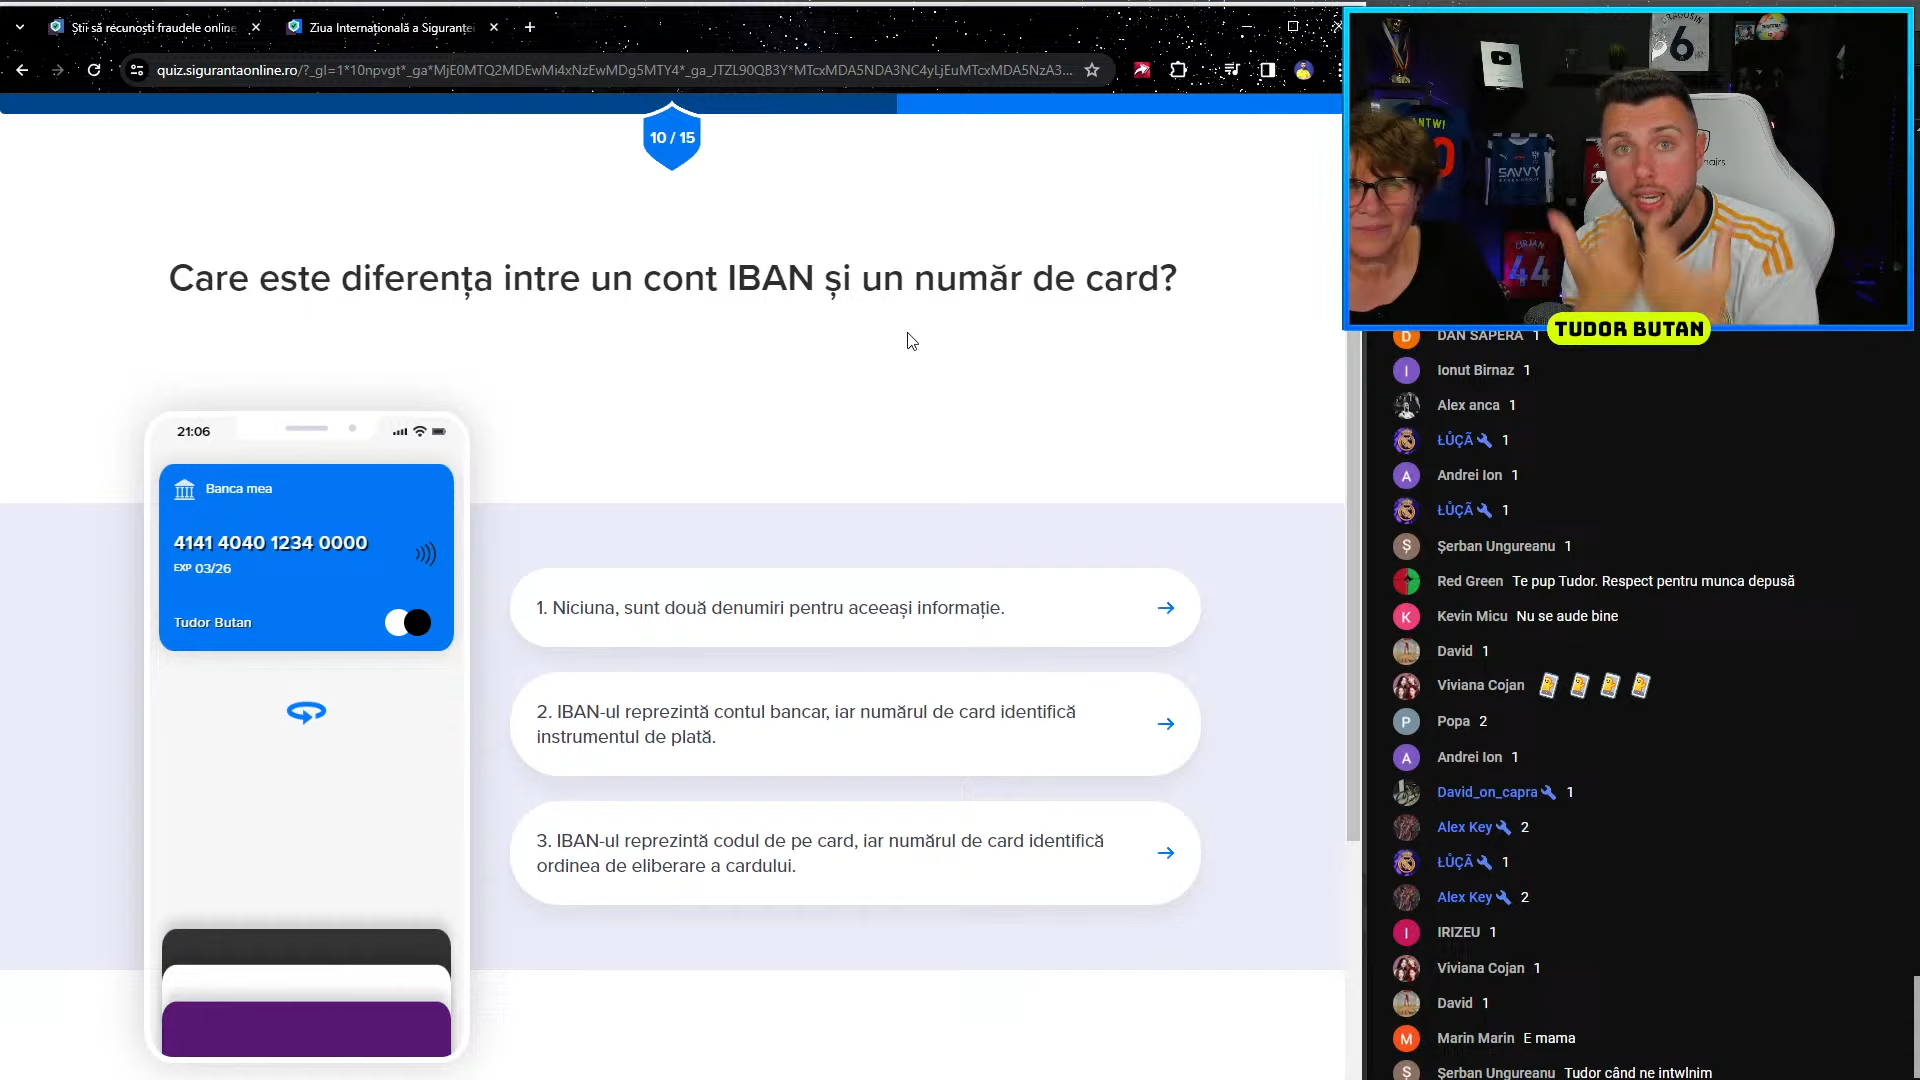 Știi să recunoști fraudele online
Ziua Internațională a Siguranței
quiz.sigurantaonline.ro/?_gl=1*10npvgt*_ga*MjE0MTQ2MDEwMi4xNzEwMDg5MTY4*_ga_JTZL90QB3Y*MTcxMDA5NDA3NC4yLjEuMTcxMDA5NzA3...
10 / 15
Care este diferența intre un cont IBAN și un număr de card?
21:06
Banca mea
4141 4040 1234 0000
EXP 03/26
Tudor Butan
1. Niciuna, sunt două denumiri pentru aceeași informație.
2. IBAN-ul reprezintă contul bancar, iar numărul de card identifică
instrumentul de plată.
3. IBAN-ul reprezintă codul de pe card, iar numărul de card identifică
ordinea de eliberare a cardului.
DRAGUSIN
6
SAVVY
CIRJAN
44
TUDOR BUTAN
D DAN SAPERA 1
I Ionut Birnaz 1
Alex anca 1
ŁŮÇÃ 1
A Andrei Ion 1
ŁŮÇÃ 1
Ș Șerban Ungureanu 1
Red Green Te pup Tudor. Respect pentru munca depusă
K Kevin Micu Nu se aude bine
David 1
Viviana Cojan
P Popa 2
A Andrei Ion 1
David_on_capra 1
Alex Key 2
ŁŮÇÃ 1
Alex Key 2
I IRIZEU 1
Viviana Cojan 1
David 1
M Marin Marin E mama
Ș Șerban Ungureanu Tudor când ne intwlnim